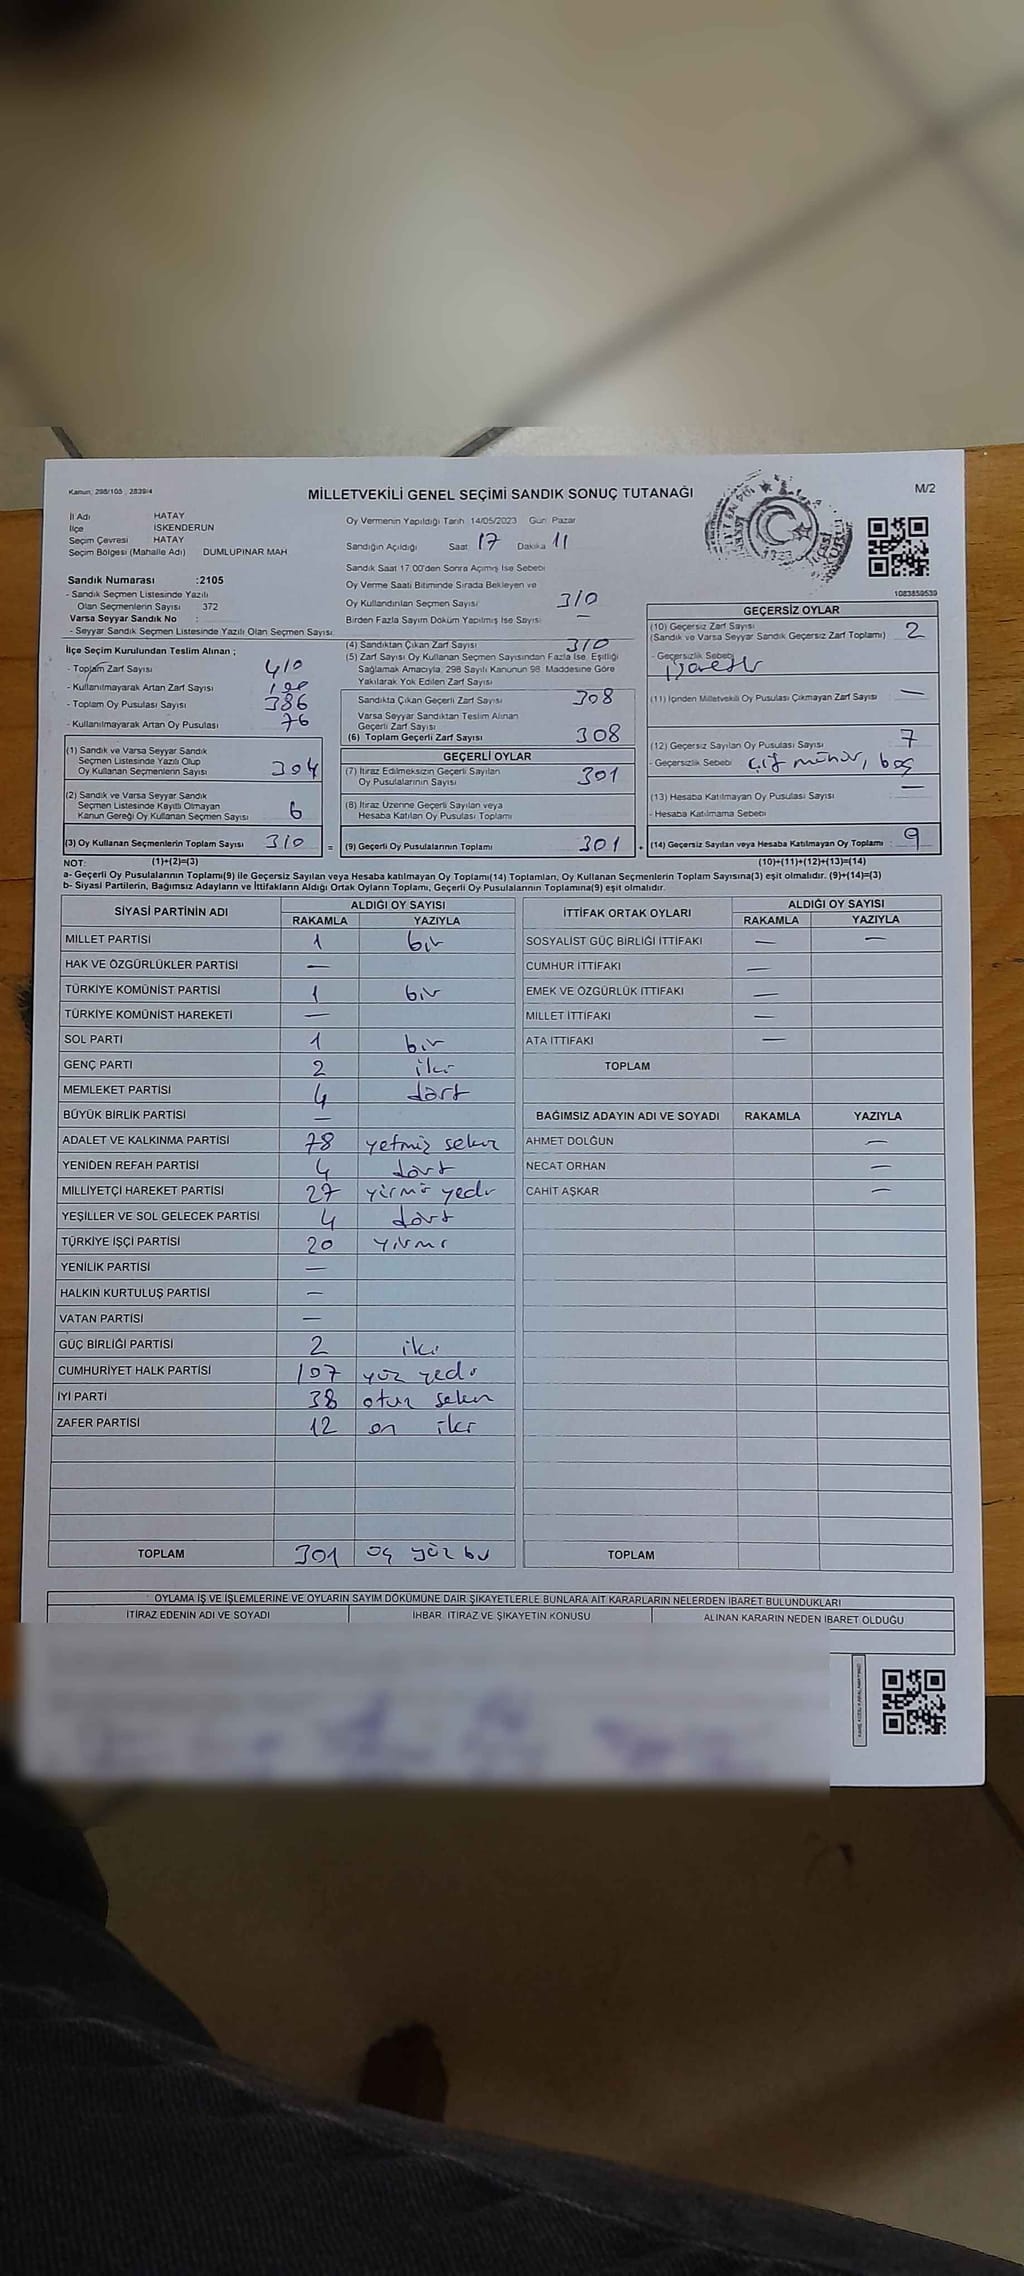 Kanun: 298/105 , 2839/4
MİLLETVEKİLİ GENEL SEÇİMİ SANDIK SONUÇ TUTANAĞI
M/2
İl Adı HATAY
İlçe İSKENDERUN
Seçim Çevresi HATAY
Seçim Bölgesi (Mahalle Adı) DUMLUPINAR MAH
Oy Vermenin Yapıldığı Tarih 14/05/2023 Gün Pazar
Sandığın Açıldığı Saat 17 Dakika 11
Sandık Saat 17:00'den Sonra Açımış İse Sebebi
Oy Verme Saati Bitiminde Sırada Bekleyen ve
Oy Kullandırılan Seçmen Sayısı 310
Birden Fazla Sayım Döküm Yapılmış İse Sayısı —
1083859539
Sandık Numarası :2105
- Sandık Seçmen Listesinde Yazılı
Olan Seçmenlerin Sayısı 372
Varsa Seyyar Sandık No :
- Seyyar Sandık Seçmen Listesinde Yazılı Olan Seçmen Sayısı
İlçe Seçim Kurulundan Teslim Alınan ;
- Toplam Zarf Sayısı 410
- Kullanılmayarak Artan Zarf Sayısı 100
- Toplam Oy Pusulası Sayısı 386
- Kullanılmayarak Artan Oy Pusulası 76
(1) Sandık ve Varsa Seyyar Sandık
Seçmen Listesinde Yazılı Olup
Oy Kullanan Seçmenlerin Sayısı 304
(2) Sandık ve Varsa Seyyar Sandık
Seçmen Listesinde Kayıtlı Olmayan
Kanun Gereği Oy Kullanan Seçmen Sayısı 6
(3) Oy Kullanan Seçmenlerin Toplam Sayısı 310 =
(4) Sandıktan Çıkan Zarf Sayısı 310
(5) Zarf Sayısı Oy Kullanan Seçmen Sayısından Fazla İse, Eşitliği
Sağlamak Amacıyla, 298 Sayılı Kanunun 98. Maddesine Göre
Yakılarak Yok Edilen Zarf Sayısı
Sandıkta Çıkan Geçerli Zarf Sayısı 308
Varsa Seyyar Sandıktan Teslim Alınan
Geçerli Zarf Sayısı
(6) Toplam Geçerli Zarf Sayısı 308
GEÇERLİ OYLAR
(7) İtiraz Edilmeksizin Geçerli Sayılan
Oy Pusulalarının Sayısı 301
(8) İtiraz Üzerine Geçerli Sayılan veya
Hesaba Katılan Oy Pusulası Toplamı
(9) Geçerli Oy Pusulalarının Toplamı 301 +
GEÇERSİZ OYLAR
(10) Geçersiz Zarf Sayısı
(Sandık ve Varsa Seyyar Sandık Geçersiz Zarf Toplamı) 2
- Geçersizlik Sebebi
(11) İçinden Milletvekili Oy Pusulası Çıkmayan Zarf Sayısı —
(12) Geçersiz Sayılan Oy Pusulası Sayısı 7
- Geçersizlik Sebebi çif mühür, boş
(13) Hesaba Katılmayan Oy Pusulası Sayısı —
- Hesaba Katılmama Sebebi
(14) Geçersiz Sayılan veya Hesaba Katılmayan Oy Toplamı : 9
NOT: (1)+(2)=(3) (10)+(11)+(12)+(13)=(14)
a- Geçerli Oy Pusulalarının Toplamı(9) ile Geçersiz Sayılan veya Hesaba katılmayan Oy Toplamı(14) Toplamları, Oy Kullanan Seçmenlerin Toplam Sayısına(3) eşit olmalıdır. (9)+(14)=(3)
b- Siyasi Partilerin, Bağımsız Adayların ve İttifakların Aldığı Ortak Oyların Toplamı, Geçerli Oy Pusulalarının Toplamına(9) eşit olmalıdır.
SİYASİ PARTİNİN ADI ALDIĞI OY SAYISI
RAKAMLA YAZIYLA
MİLLET PARTİSİ 1 bir
HAK VE ÖZGÜRLÜKLER PARTİSİ —
TÜRKİYE KOMÜNİST PARTİSİ 1 bir
TÜRKİYE KOMÜNİST HAREKETİ —
SOL PARTİ 1 bir
GENÇ PARTİ 2 iki
MEMLEKET PARTİSİ 4 dört
BÜYÜK BİRLİK PARTİSİ —
ADALET VE KALKINMA PARTİSİ 78 yetmiş sekiz
YENİDEN REFAH PARTİSİ 4 dört
MİLLİYETÇİ HAREKET PARTİSİ 27 yirmi yedi
YEŞİLLER VE SOL GELECEK PARTİSİ 4 dört
TÜRKİYE İŞÇİ PARTİSİ 20 yirmi
YENİLİK PARTİSİ —
HALKIN KURTULUŞ PARTİSİ —
VATAN PARTİSİ —
GÜÇ BİRLİĞİ PARTİSİ 2 iki
CUMHURİYET HALK PARTİSİ 107 yüz yedi
İYİ PARTİ 38 otuz sekiz
ZAFER PARTİSİ 12 on iki
TOPLAM 301 üç yüz bir
İTTİFAK ORTAK OYLARI ALDIĞI OY SAYISI
RAKAMLA YAZIYLA
SOSYALİST GÜÇ BİRLİĞİ İTTİFAKI — —
CUMHUR İTTİFAKI —
EMEK VE ÖZGÜRLÜK İTTİFAKI —
MİLLET İTTİFAKI —
ATA İTTİFAKI —
TOPLAM
BAĞIMSIZ ADAYIN ADI VE SOYADI RAKAMLA YAZIYLA
AHMET DOLĞUN —
NECAT ORHAN —
CAHİT AŞKAR —
TOPLAM
OYLAMA İŞ VE İŞLEMLERİNE VE OYLARIN SAYIM DÖKÜMÜNE DAİR ŞİKAYETLERLE BUNLARA AİT KARARLARIN NELERDEN İBARET BULUNDUKLARI
İTİRAZ EDENİN ADI VE SOYADI İHBAR, İTİRAZ VE ŞİKAYETİN KONUSU ALINAN KARARIN NEDEN İBARET OLDUĞU